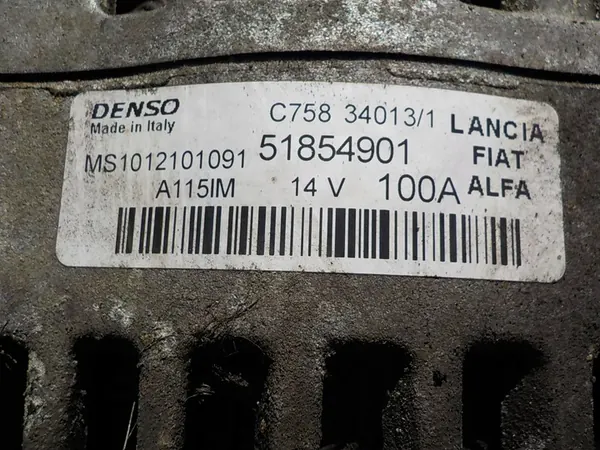 DENSO C758 34013/1 LANCIA
Made in Italy
MS1012101091 51854901 FIAT
A115IM 14 V 100A ALFA